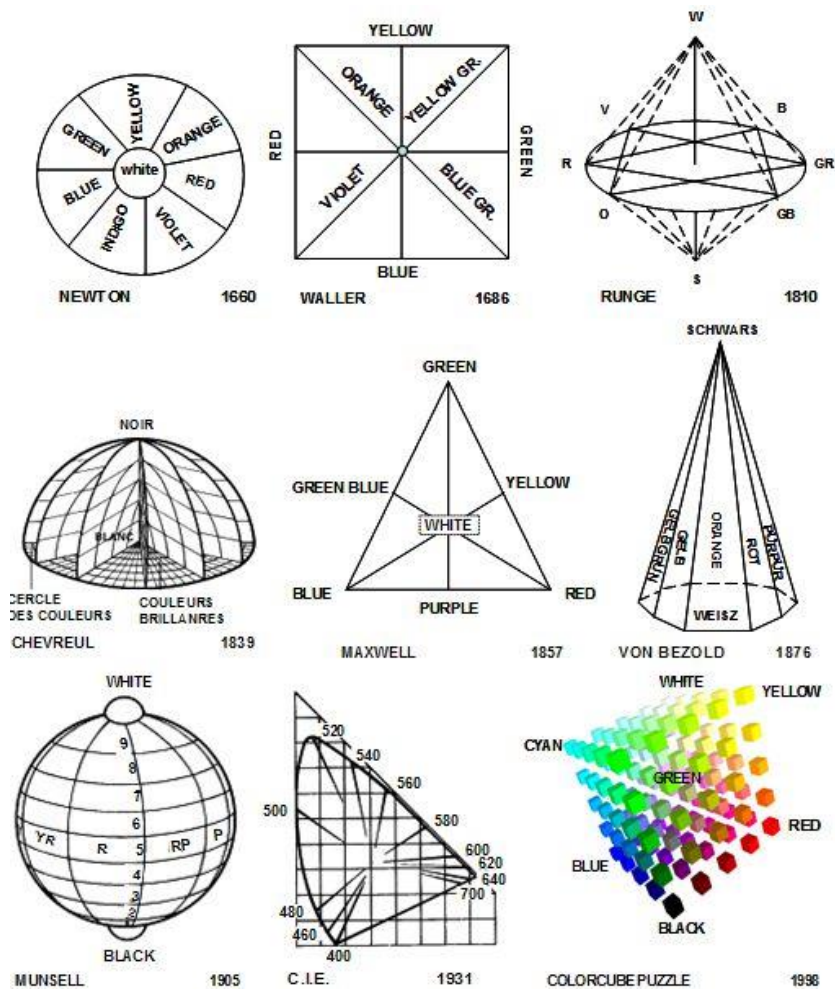 YELLOW
ORANGE
RED
VIOLET
INDIGO
BLUE
GREEN
white
NEWTON 1660
YELLOW
ORANGE
YELLOW GR.
RED
GREEN
VIOLET
BLUE GR.
BLUE
WALLER 1686
W
V
B
R
GR
O
GB
S
RUNGE 1810
NOIR
BLANC
CERCLE
DES COULEURS
COULEURS
BRILLANRES
CHEVREUL 1839
GREEN
GREEN BLUE
YELLOW
WHITE
BLUE
RED
PURPLE
MAXWELL 1857
SCHWARS
GELBGRUN
GELB
ORANGE
ROT
PURPUR
WEISZ
VON BEZOLD 1876
WHITE
9
8
7
6
YR R 5 RP P
4
3
2
BLACK
MUNSELL 1905
520
540
560
500
580
600
620
640
700
480
460
400
C.I.E. 1931
WHITE
YELLOW
CYAN
GREEN
RED
BLUE
BLACK
COLORCUBE PUZZLE 1998